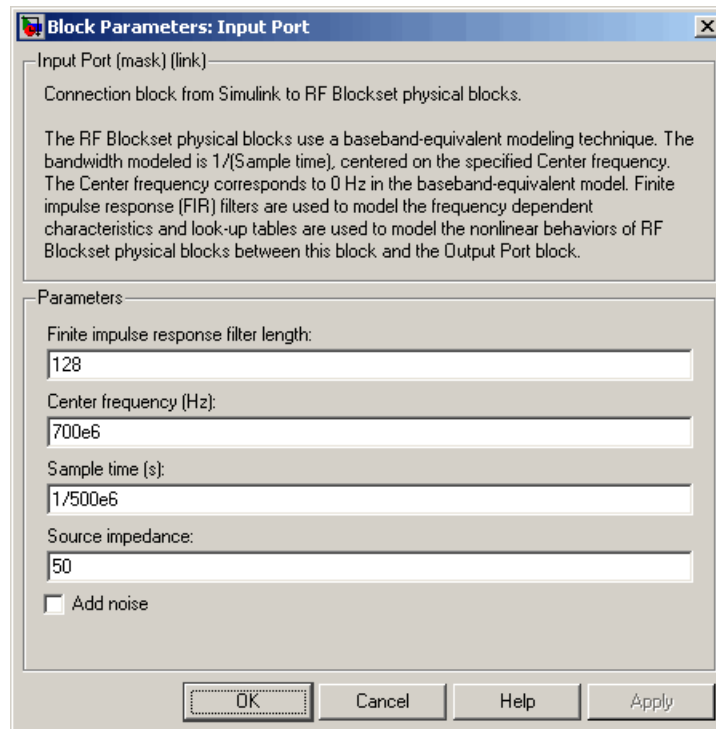 Block Parameters: Input Port
Input Port (mask) (link)
Connection block from Simulink to RF Blockset physical blocks.
The RF Blockset physical blocks use a baseband-equivalent modeling technique. The
bandwidth modeled is 1/(Sample time), centered on the specified Center frequency.
The Center frequency corresponds to 0 Hz in the baseband-equivalent model. Finite
impulse response (FIR) filters are used to model the frequency dependent
characteristics and look-up tables are used to model the nonlinear behaviors of RF
Blockset physical blocks between this block and the Output Port block.
Parameters
Finite impulse response filter length:
128
Center frequency (Hz):
700e6
Sample time (s):
1/500e6
Source impedance:
50
Add noise
OK Cancel Help Apply